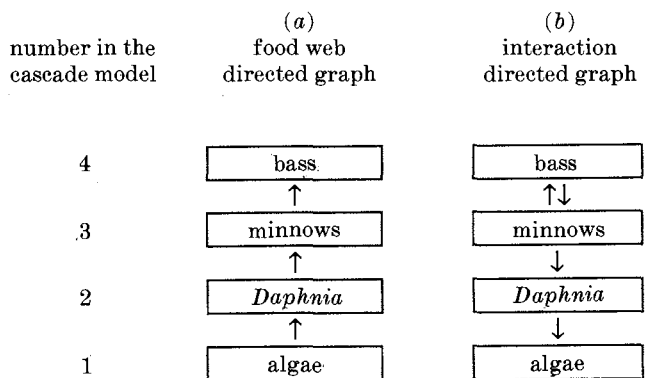 (a) (b)
number in the food web interaction
cascade model directed graph directed graph
4 bass bass
↑ ↑↓
3 minnows minnows
↑ ↓
2 Daphnia Daphnia
↑ ↓
1 algae algae